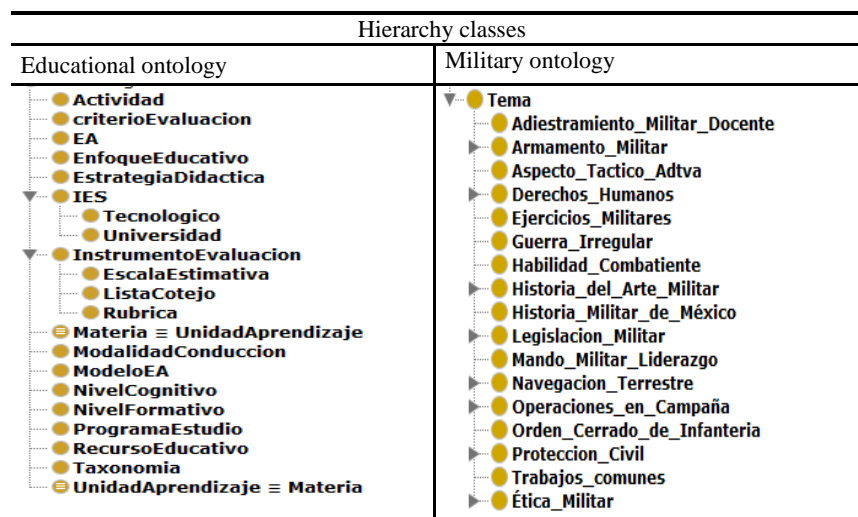 Hierarchy classes
Educational ontology
Military ontology
Actividad
criterioEvaluacion
EA
EnfoqueEducativo
EstrategiaDidactica
IES
Tecnologico
Universidad
InstrumentoEvaluacion
EscalaEstimativa
ListaCotejo
Rubrica
Materia ≡ UnidadAprendizaje
ModalidadConduccion
ModeloEA
NivelCognitivo
NivelFormativo
ProgramaEstudio
RecursoEducativo
Taxonomia
UnidadAprendizaje ≡ Materia
Tema
Adiestramiento_Militar_Docente
Armamento_Militar
Aspecto_Tactico_Adtva
Derechos_Humanos
Ejercicios_Militares
Guerra_Irregular
Habilidad_Combatiente
Historia_del_Arte_Militar
Historia_Militar_de_México
Legislacion_Militar
Mando_Militar_Liderazgo
Navegacion_Terrestre
Operaciones_en_Campaña
Orden_Cerrado_de_Infanteria
Proteccion_Civil
Trabajos_comunes
Ética_Militar